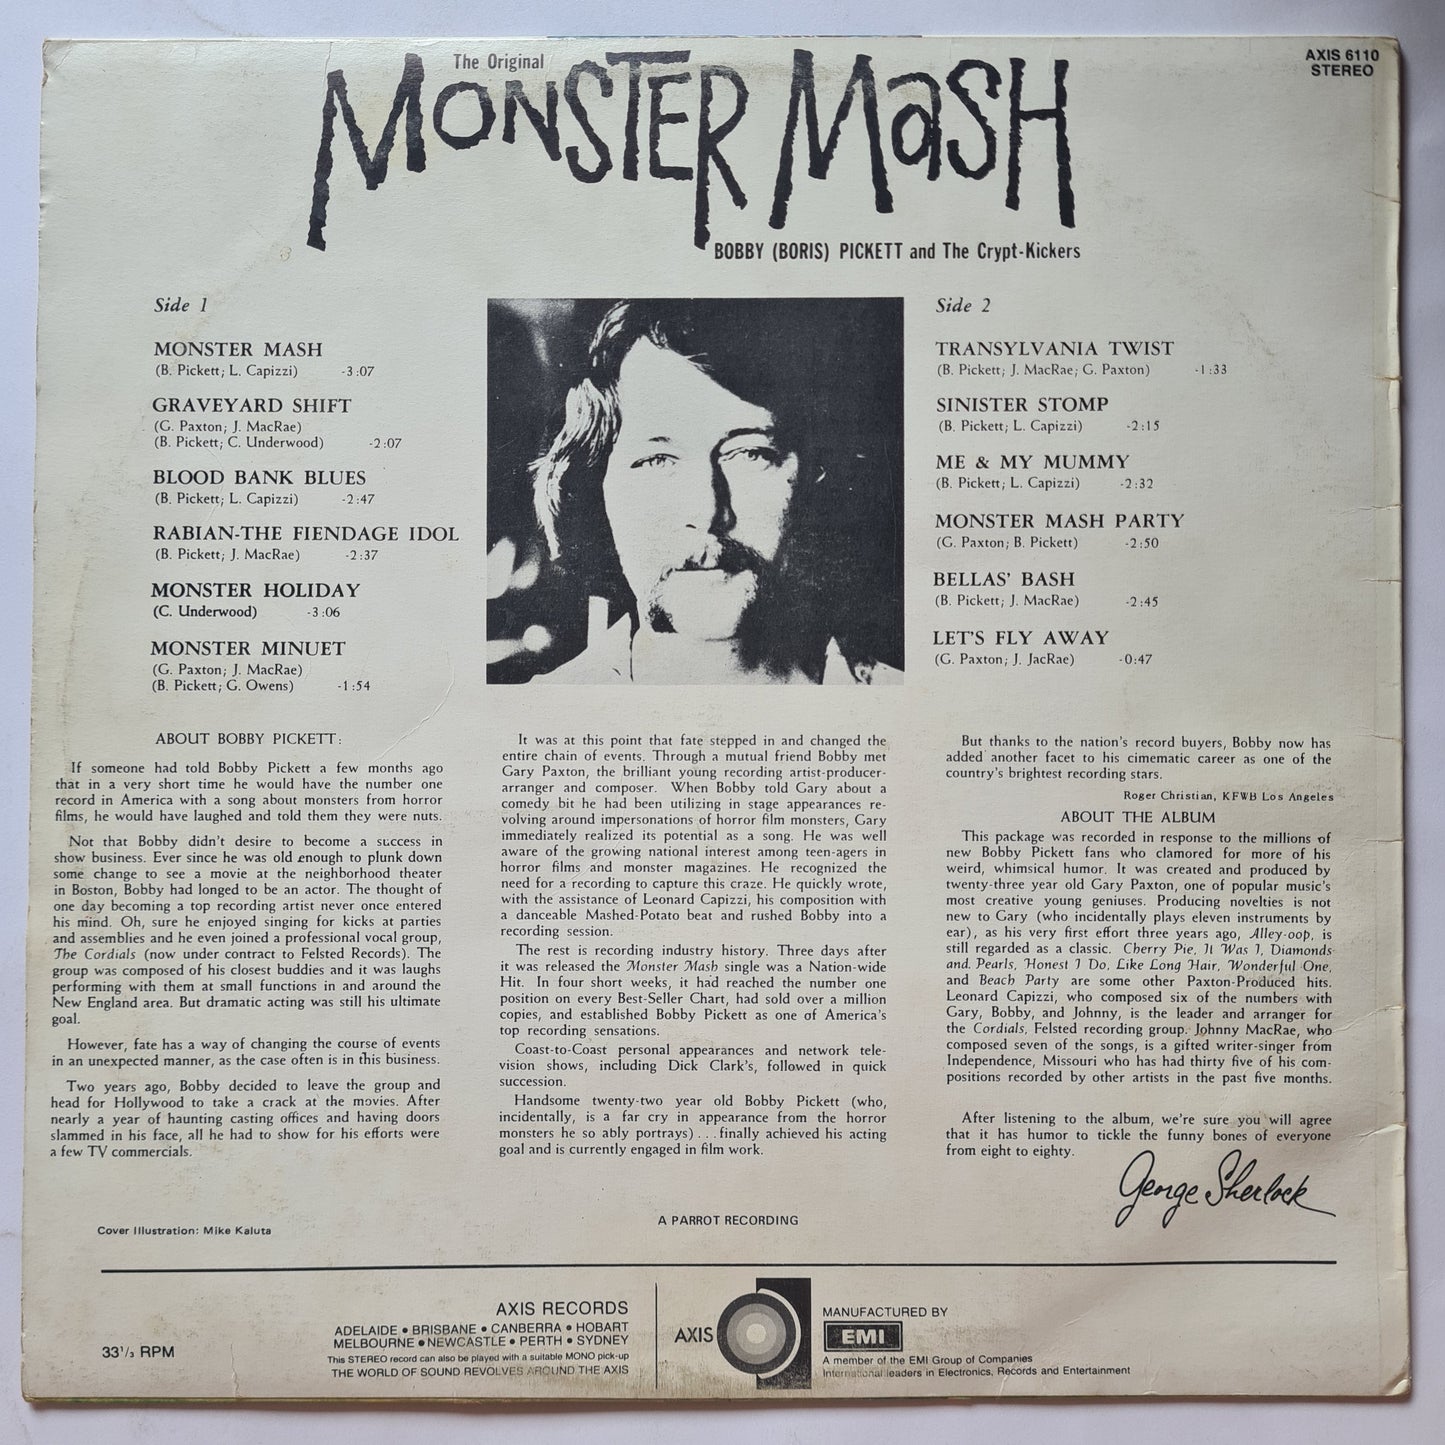 The Original
MONSTER MASH
AXIS 6110
STEREO
BOBBY (BORIS) PICKETT and The Crypt-Kickers
Side 1
MONSTER MASH
(B. Pickett; L. Capizzi) -3:07
GRAVEYARD SHIFT
(G. Paxton; J. MacRae)
(B. Pickett; C. Underwood) -2:07
BLOOD BANK BLUES
(B. Pickett; L. Capizzi) -2:47
RABIAN-THE FIENDAGE IDOL
(B. Pickett; J. MacRae) -2:37
MONSTER HOLIDAY
(C. Underwood) -3:06
MONSTER MINUET
(G. Paxton; J. MacRae)
(B. Pickett; G. Owens) -1:54
Side 2
TRANSYLVANIA TWIST
(B. Pickett; J. MacRae; G. Paxton) -1:33
SINISTER STOMP
(B. Pickett; L. Capizzi) -2:15
ME & MY MUMMY
(B. Pickett; L. Capizzi) -2:32
MONSTER MASH PARTY
(G. Paxton; B. Pickett) -2:50
BELLAS' BASH
(B. Pickett; J. MacRae) -2:45
LET'S FLY AWAY
(G. Paxton; J. JacRae) -0:47
ABOUT BOBBY PICKETT:
If someone had told Bobby Pickett a few months ago
that in a very short time he would have the number one
record in America with a song about monsters from horror
films, he would have laughed and told them they were nuts.
Not that Bobby didn't desire to become a success in
show business. Ever since he was old enough to plunk down
some change to see a movie at the neighborhood theater
in Boston, Bobby had longed to be an actor. The thought of
one day becoming a top recording artist never once entered
his mind. Oh, sure he enjoyed singing for kicks at parties
and assemblies and he even joined a professional vocal group,
The Cordials (now under contract to Felsted Records). The
group was composed of his closest buddies and it was laughs
performing with them at small functions in and around the
New England area. But dramatic acting was still his ultimate
goal.
However, fate has a way of changing the course of events
in an unexpected manner, as the case often is in this business.
Two years ago, Bobby decided to leave the group and
head for Hollywood to take a crack at the movies. After
nearly a year of haunting casting offices and having doors
slammed in his face, all he had to show for his efforts were
a few TV commercials.
It was at this point that fate stepped in and changed the
entire chain of events. Through a mutual friend Bobby met
Gary Paxton, the brilliant young recording artist-producer-
arranger and composer. When Bobby told Gary about a
comedy bit he had been utilizing in stage appearances re-
volving around impersonations of horror film monsters, Gary
immediately realized its potential as a song. He was well
aware of the growing national interest among teen-agers in
horror films and monster magazines. He recognized the
need for a recording to capture this craze. He quickly wrote,
with the assistance of Leonard Capizzi, his composition with
a danceable Mashed-Potato beat and rushed Bobby into a
recording session.
The rest is recording industry history. Three days after
it was released the Monster Mash single was a Nation-wide
Hit. In four short weeks, it had reached the number one
position on every Best-Seller Chart, had sold over a million
copies, and established Bobby Pickett as one of America's
top recording sensations.
Coast-to-Coast personal appearances and network tele-
vision shows, including Dick Clark's, followed in quick
succession.
Handsome twenty-two year old Bobby Pickett (who,
incidentally, is a far cry in appearance from the horror
monsters he so ably portrays) . . . finally achieved his acting
goal and is currently engaged in film work.
But thanks to the nation's record buyers, Bobby now has
added another facet to his cimematic career as one of the
country's brightest recording stars.
Roger Christian, KFWB Los Angeles
ABOUT THE ALBUM
This package was recorded in response to the millions of
new Bobby Pickett fans who clamored for more of his
weird, whimsical humor. It was created and produced by
twenty-three year old Gary Paxton, one of popular music's
most creative young geniuses. Producing novelties is not
new to Gary (who incidentally plays eleven instruments by
ear), as his very first effort three years ago, Alley-oop, is
still regarded as a classic. Cherry Pie, It Was I, Diamonds
and Pearls, Honest I Do, Like Long Hair, Wonderful One,
and Beach Party are some other Paxton-Produced hits.
Leonard Capizzi, who composed six of the numbers with
Gary, Bobby, and Johnny, is the leader and arranger for
the Cordials, Felsted recording group. Johnny MacRae, who
composed seven of the songs, is a gifted writer-singer from
Independence, Missouri who has had thirty five of his com-
positions recorded by other artists in the past five months.
After listening to the album, we're sure you will agree
that it has humor to tickle the funny bones of everyone
from eight to eighty.
George Sherlock
Cover Illustration: Mike Kaluta
A PARROT RECORDING
33 1/3 RPM
AXIS RECORDS
ADELAIDE • BRISBANE • CANBERRA • HOBART
MELBOURNE • NEWCASTLE • PERTH • SYDNEY
This STEREO record can also be played with a suitable MONO pick-up
THE WORLD OF SOUND REVOLVES AROUND THE AXIS
AXIS
MANUFACTURED BY
EMI
A member of the EMI Group of Companies
International leaders in Electronics, Records and Entertainment